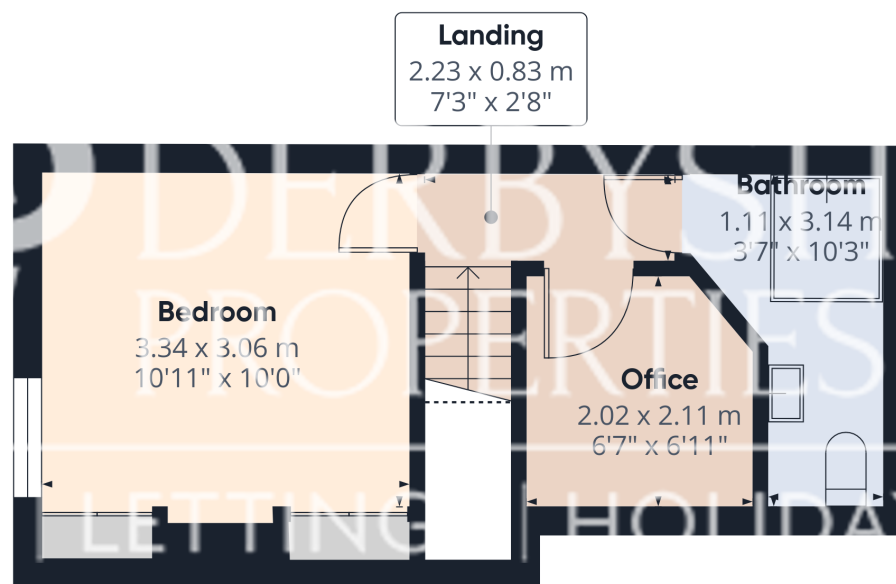 Landing
2.23 x 0.83 m
7'3" x 2'8"
DERBYSH
Bathroom
1.11 x 3.14 m
3'7" x 10'3"
PROPERTIES
Bedroom
3.34 x 3.06 m
10'11" x 10'0"
Office
2.02 x 2.11 m
6'7" x 6'11"
LETTING | HOLIDAY